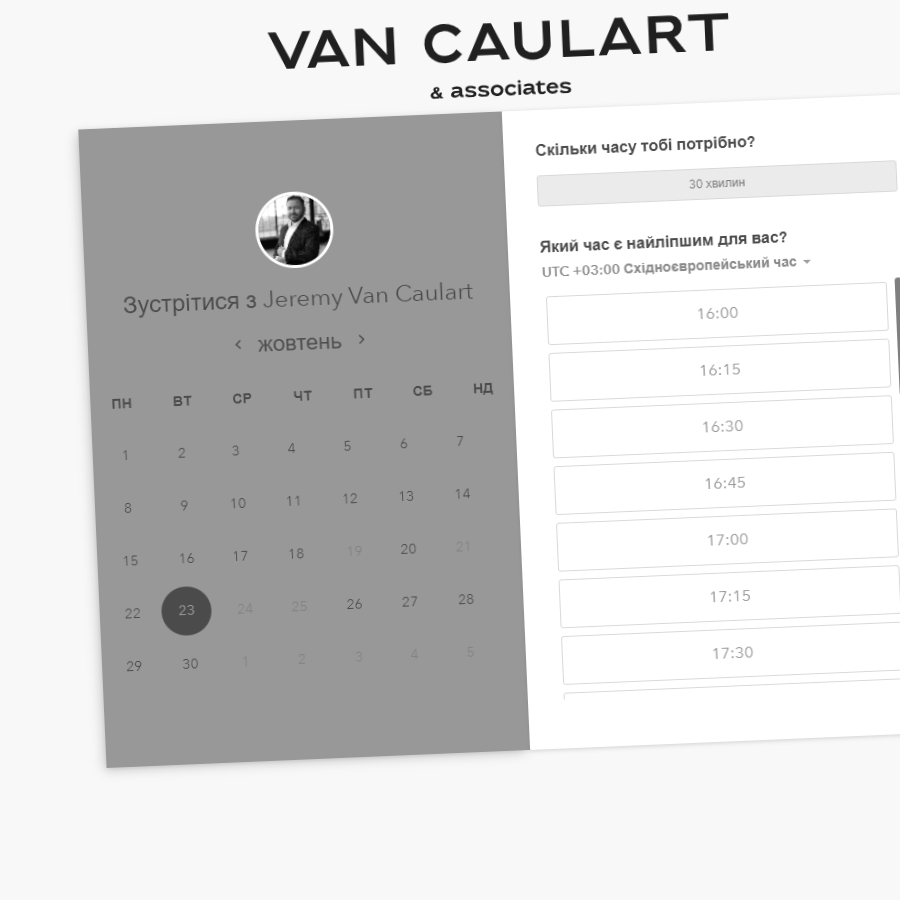 VAN CAULART
& associates
Зустрітися з Jeremy Van Caulart
жовтень
ПН ВТ СР ЧТ ПТ СБ НД
1 2 3 4 5 6 7
8 9 10 11 12 13 14
15 16 17 18 19 20 21
22 23 24 25 26 27 28
29 30 1 2 3 4 5
Скільки часу тобі потрібно?
30 хвилин
Який час є найліпшим для вас?
UTC +03:00 Східноєвропейський час
16:00
16:15
16:30
16:45
17:00
17:15
17:30